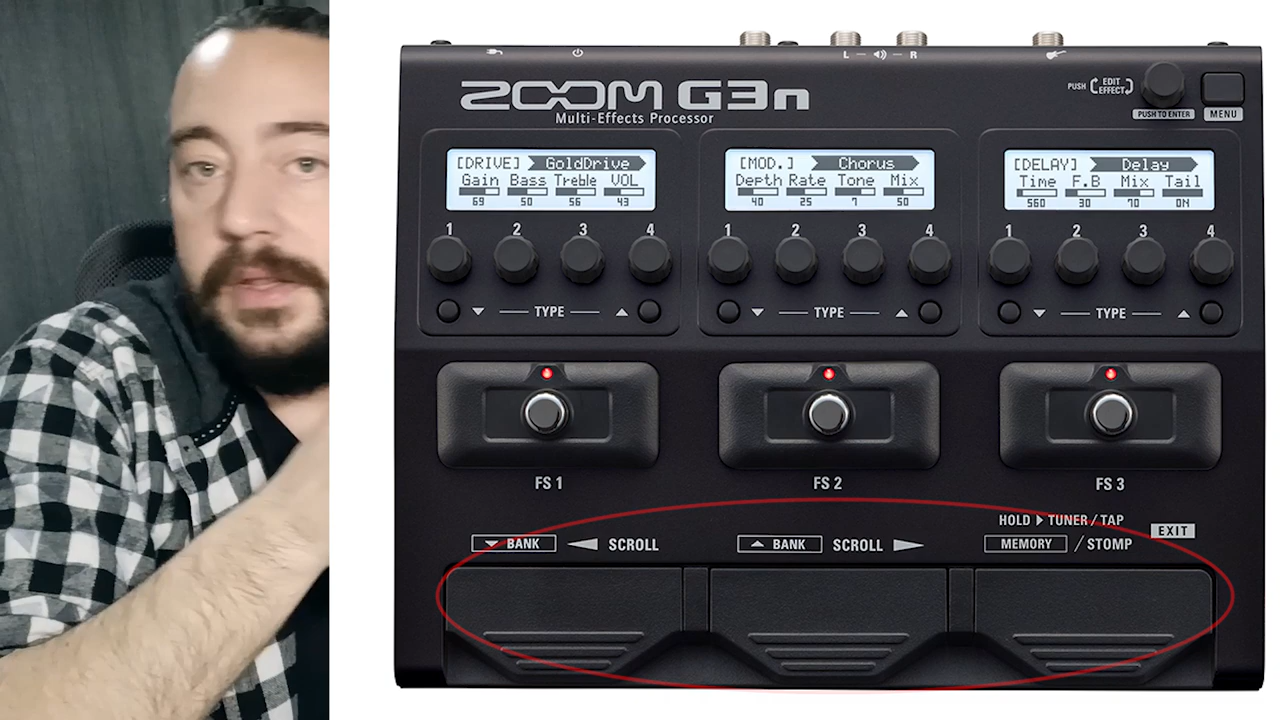 L R
ZOOM G3n
Multi-Effects Processor
PUSH EDIT EFFECT
PUSH TO ENTER
MENU
[DRIVE] GoldDrive
Gain Bass Treble VOL
69 50 56 43
[MOD.] Chorus
Depth Rate Tone Mix
40 25 7 50
[DELAY] Delay
Time F.B Mix Tail
560 30 70 ON
1 2 3 4
1 2 3 4
1 2 3 4
TYPE
TYPE
TYPE
FS 1
FS 2
FS 3
HOLD TUNER/TAP
EXIT
BANK SCROLL
BANK SCROLL
MEMORY /STOMP